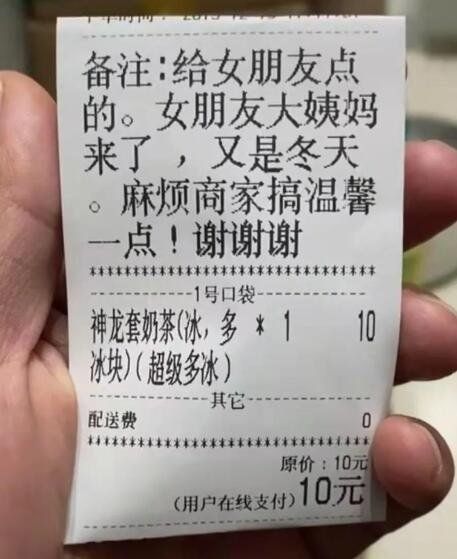 备注:给女朋友点
的。女朋友大姨妈
来了 ，又是冬天
。麻烦商家搞温馨
一点！谢谢谢
********************************
1号口袋
神龙套奶茶(冰，多 * 1 10
冰块)(超级多冰)
其它
配送费 0
********************************
原价：10元
(用户在线支付)10元